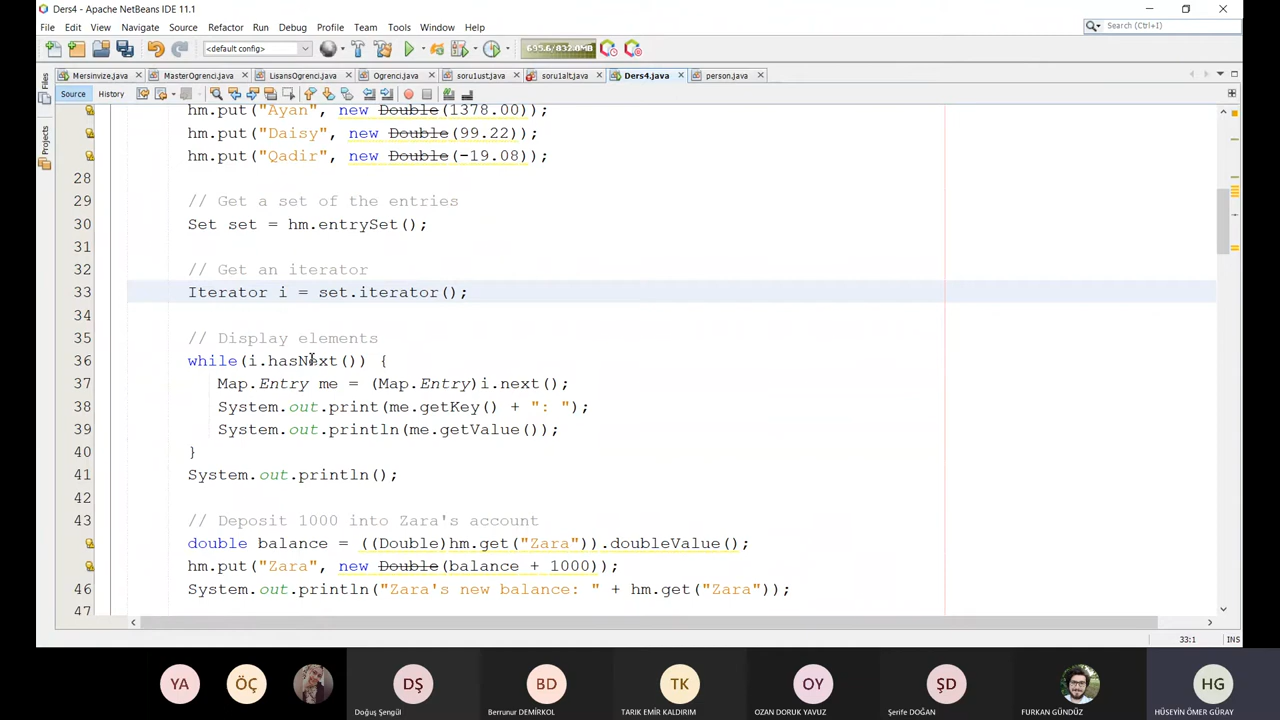 Ders4 - Apache NetBeans IDE 11.1
File Edit View Navigate Source Refactor Run Debug Profile Team Tools Window Help
Search (Ctrl+I)
<default config>
695.6/832.0MB
Mersinvize.java MasterOgrenci.java LisansOgrenci.java Ogrenci.java soru1ust.java soru1alt.java Ders4.java person.java
Files
Projects
Source History
hm.put("Ayan", new Double(1378.00));
hm.put("Daisy", new Double(99.22));
hm.put("Qadir", new Double(-19.08));
28
29 // Get a set of the entries
30 Set set = hm.entrySet();
31
32 // Get an iterator
33 Iterator i = set.iterator();
34
35 // Display elements
36 while(i.hasNext()) {
37 Map.Entry me = (Map.Entry)i.next();
38 System.out.print(me.getKey() + ": ");
39 System.out.println(me.getValue());
40 }
41 System.out.println();
42
43 // Deposit 1000 into Zara's account
double balance = ((Double)hm.get("Zara")).doubleValue();
hm.put("Zara", new Double(balance + 1000));
46 System.out.println("Zara's new balance: " + hm.get("Zara"));
47
33:1 INS
YA ÖÇ DŞ BD TK OY ŞD HG
Doğuş Şengül Berrunur DEMİRKOL TARIK EMİR KALDIRIM OZAN DORUK YAVUZ Şerife DOĞAN FURKAN GÜNDÜZ HÜSEYİN ÖMER GÜRAY